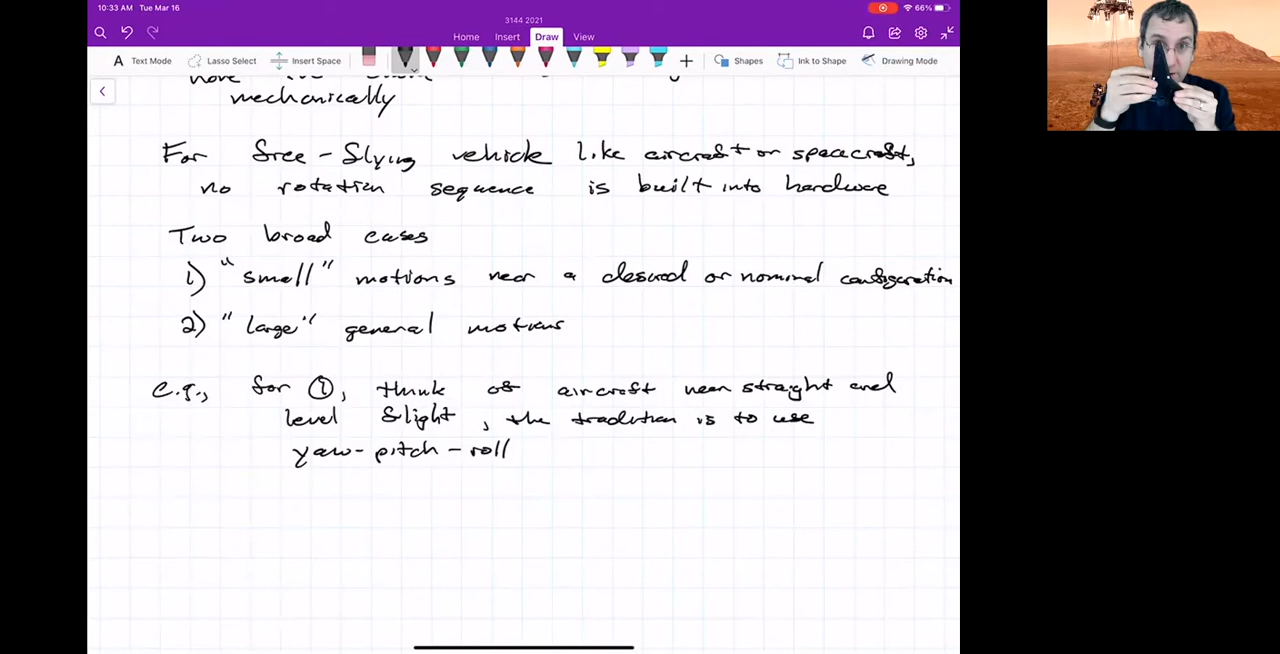 10:33 AM Tue Mar 16
66%
3144 2021
Home Insert Draw View
Text Mode Lasso Select Insert Space Shapes Ink to Shape Drawing Mode
have
mechanically
For free-flying vehicle like aircraft or spacecraft,
no rotation sequence is built into hardware
Two broad cases
1) "small" motions near a desired or nominal configuration
2) "large" general motions
e.g., for ①, think of aircraft near straight and
level flight, the tradition is to use
yaw-pitch-roll